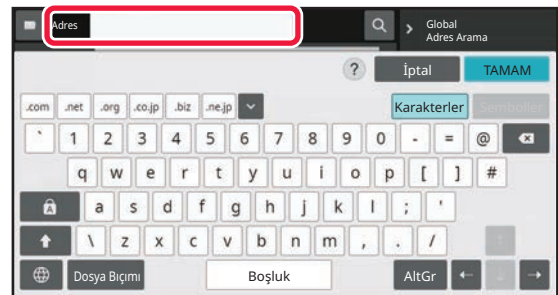 Adres
Global
Adres Arama
? İptal TAMAM
.com .net .org .co.jp .biz .ne.jp Karakterler Semboller
` 1 2 3 4 5 6 7 8 9 0 - = @
q w e r t y u i o p [ ] #
A a s d f g h j k l ; '
\ z x c v b n m , . /
Dosya Bıçımı Boşluk AltGr